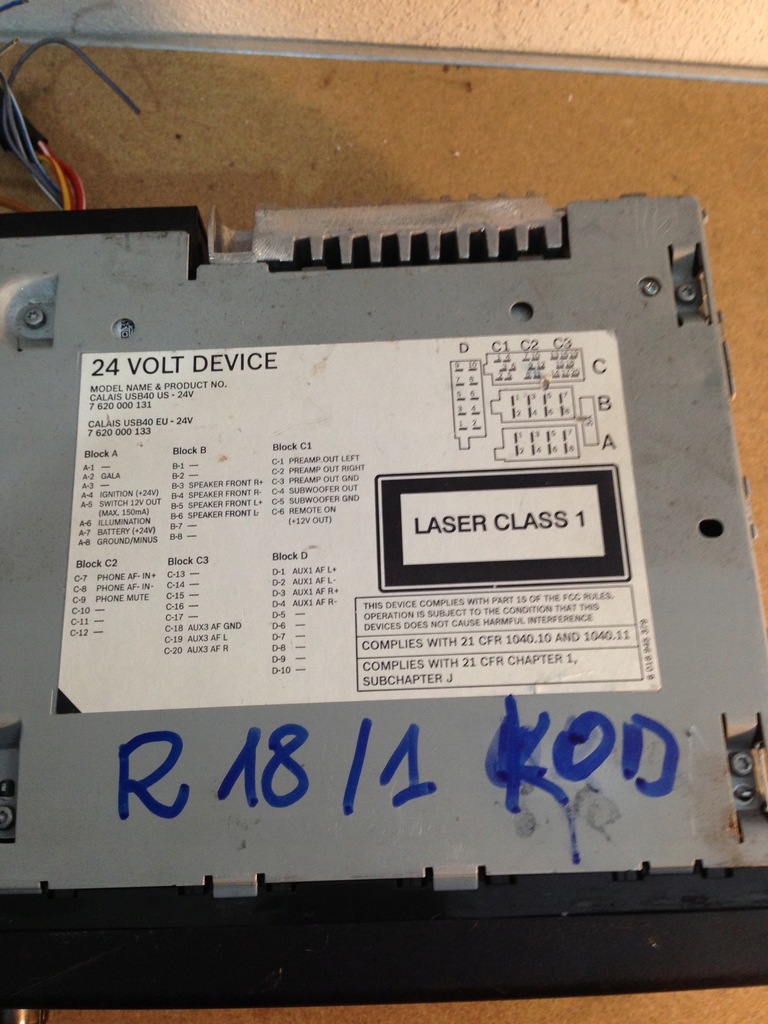 24 VOLT DEVICE
MODEL NAME & PRODUCT NO.
CALAIS USB40 US - 24V
7 620 000 131
CALAIS USB40 EU - 24V
7 620 000 133
Block A
A-1 —
A-2 GALA
A-3 —
A-4 IGNITION (+24V)
A-5 SWITCH 12V OUT
(MAX, 150mA)
A-6 ILLUMINATION
A-7 BATTERY (+24V)
A-8 GROUND/MINUS
Block B
B-1 —
B-2 —
B-3 SPEAKER FRONT R+
B-4 SPEAKER FRONT R-
B-5 SPEAKER FRONT L+
B-6 SPEAKER FRONT L-
B-7 —
B-8 —
Block C1
C-1 PREAMP.OUT LEFT
C-2 PREAMP OUT RIGHT
C-3 PREAMP OUT GND
C-4 SUBWOOFER OUT
C-5 SUBWOOFER GND
C-6 REMOTE ON
(+12V OUT)
Block C2
C-7 PHONE AF- IN+
C-8 PHONE AF- IN-
C-9 PHONE MUTE
C-10 —
C-11 —
C-12 —
Block C3
C-13 —
C-14 —
C-15 —
C-16 —
C-17 —
C-18 AUX3 AF GND
C-19 AUX3 AF L
C-20 AUX3 AF R
Block D
D-1 AUX1 AF L+
D-2 AUX1 AF L-
D-3 AUX1 AF R+
D-4 AUX1 AF R-
D-5 —
D-6 —
D-7 —
D-8 —
D-9 —
D-10 —
D C1 C2 C3
C
B
A
LASER CLASS 1
THIS DEVICE COMPLIES WITH PART 15 OF THE FCC RULES.
OPERATION IS SUBJECT TO THE CONDITION THAT THIS
DEVICES DOES NOT CAUSE HARMFUL INTERFERENCE
COMPLIES WITH 21 CFR 1040.10 AND 1040.11
COMPLIES WITH 21 CFR CHAPTER 1,
SUBCHAPTER J
R 18/1 KOD